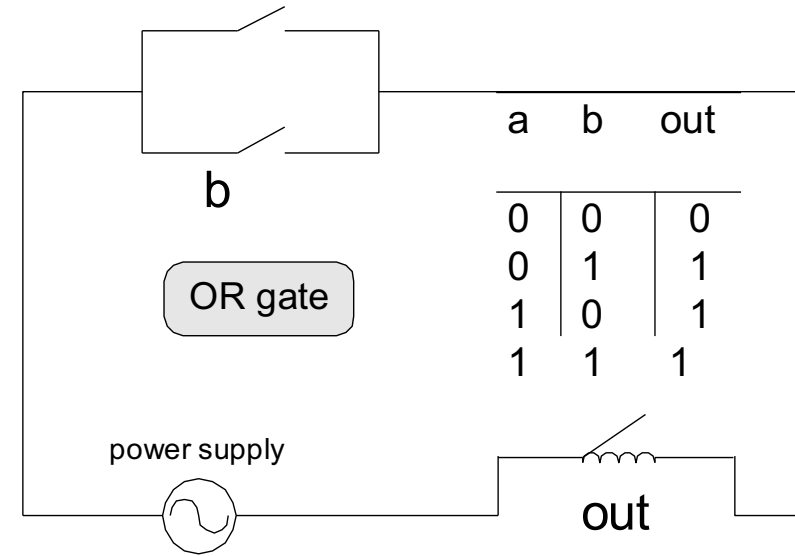 a b out
b
0 0 0
0 1 1
OR gate
1 0 1
1 1 1
power supply
out